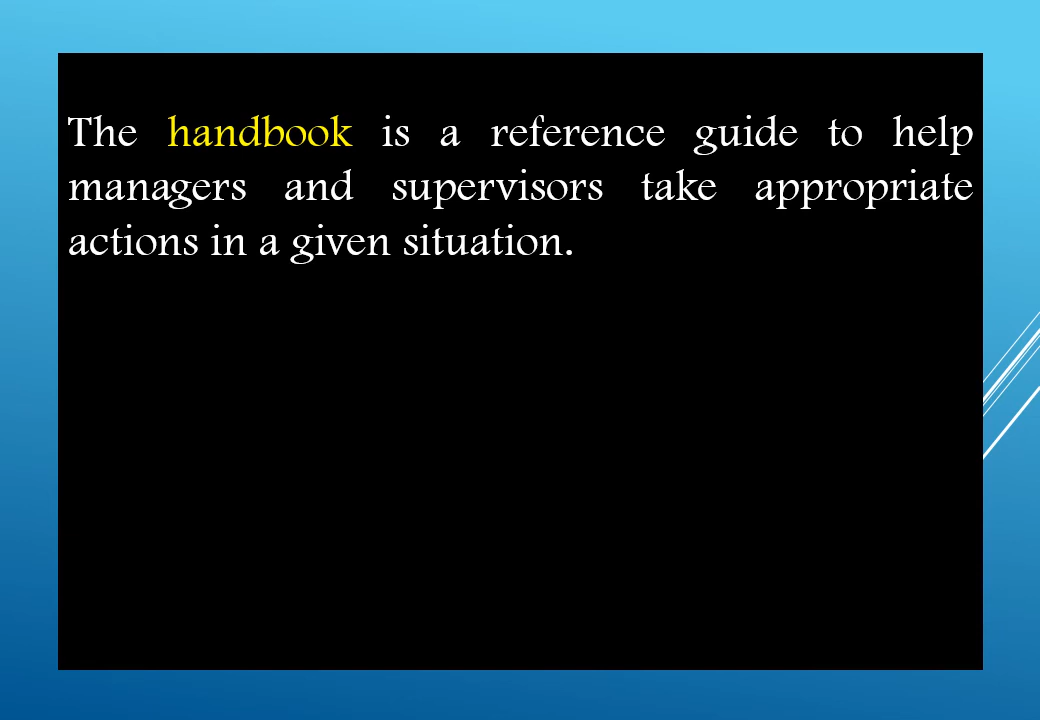 The handbook is a reference guide to help
managers and supervisors take appropriate
actions in a given situation.